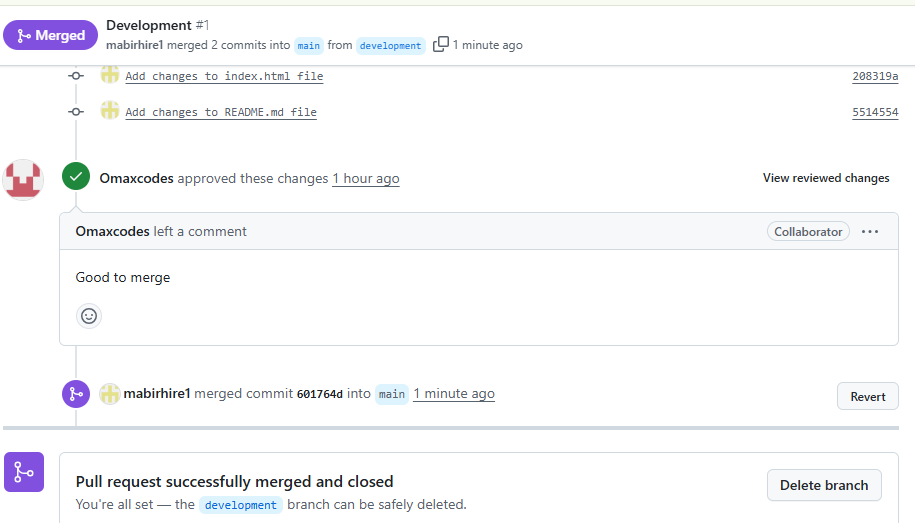 Merged
Development #1
mabirhire1 merged 2 commits into main from development 1 minute ago
Add changes to index.html file 208319a
Add changes to README.md file 5514554
Omaxcodes approved these changes 1 hour ago View reviewed changes
Omaxcodes left a comment Collaborator ...
Good to merge
mabirhire1 merged commit 601764d into main 1 minute ago Revert
Pull request successfully merged and closed
You're all set — the development branch can be safely deleted.
Delete branch